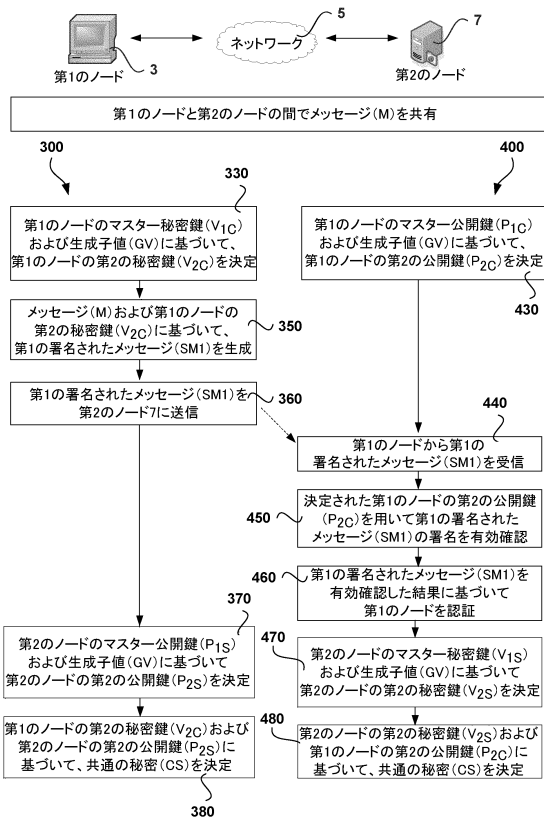 5
7
3
ネットワーク
第1のノード
第2のノード
第1のノードと第2のノードの間でメッセージ(M)を共有
300
400
330
第1のノードのマスター秘密鍵(V1C)
および生成子値(GV)に基づいて、
第1のノードの第2の秘密鍵(V2C)を決定
第1のノードのマスター公開鍵(P1C)
および生成子値(GV)に基づいて、
第1のノードの第2の公開鍵(P2C)を決定
430
メッセージ(M)および第1のノードの
第2の秘密鍵(V2C)に基づいて、
第1の署名されたメッセージ(SM1)を生成
350
第1の署名されたメッセージ(SM1)を
第2のノード7に送信
360
440
第1のノードから第1の
署名されたメッセージ(SM1)を受信
決定された第1のノードの第2の公開鍵
(P2C)を用いて第1の署名された
メッセージ(SM1)の署名を有効確認
450
460
第1の署名されたメッセージ(SM1)を
有効確認した結果に基づいて
第1のノードを認証
370
第2のノードのマスター公開鍵(P1S)
および生成子値(GV)に基づいて
第2のノードの第2の公開鍵(P2S)を決定
470
第2のノードのマスター秘密鍵(V1S)
および生成子値(GV)に基づいて
第2のノードの第2の秘密鍵(V2S)を決定
第1のノードの第2の秘密鍵(V2C)および
第2のノードの第2の公開鍵(P2S)に
基づいて、共通の秘密(CS)を決定
380
480
第2のノードの第2の秘密鍵(V2S)および
第1のノードの第2の公開鍵(P2C)に
基づいて、共通の秘密(CS)を決定